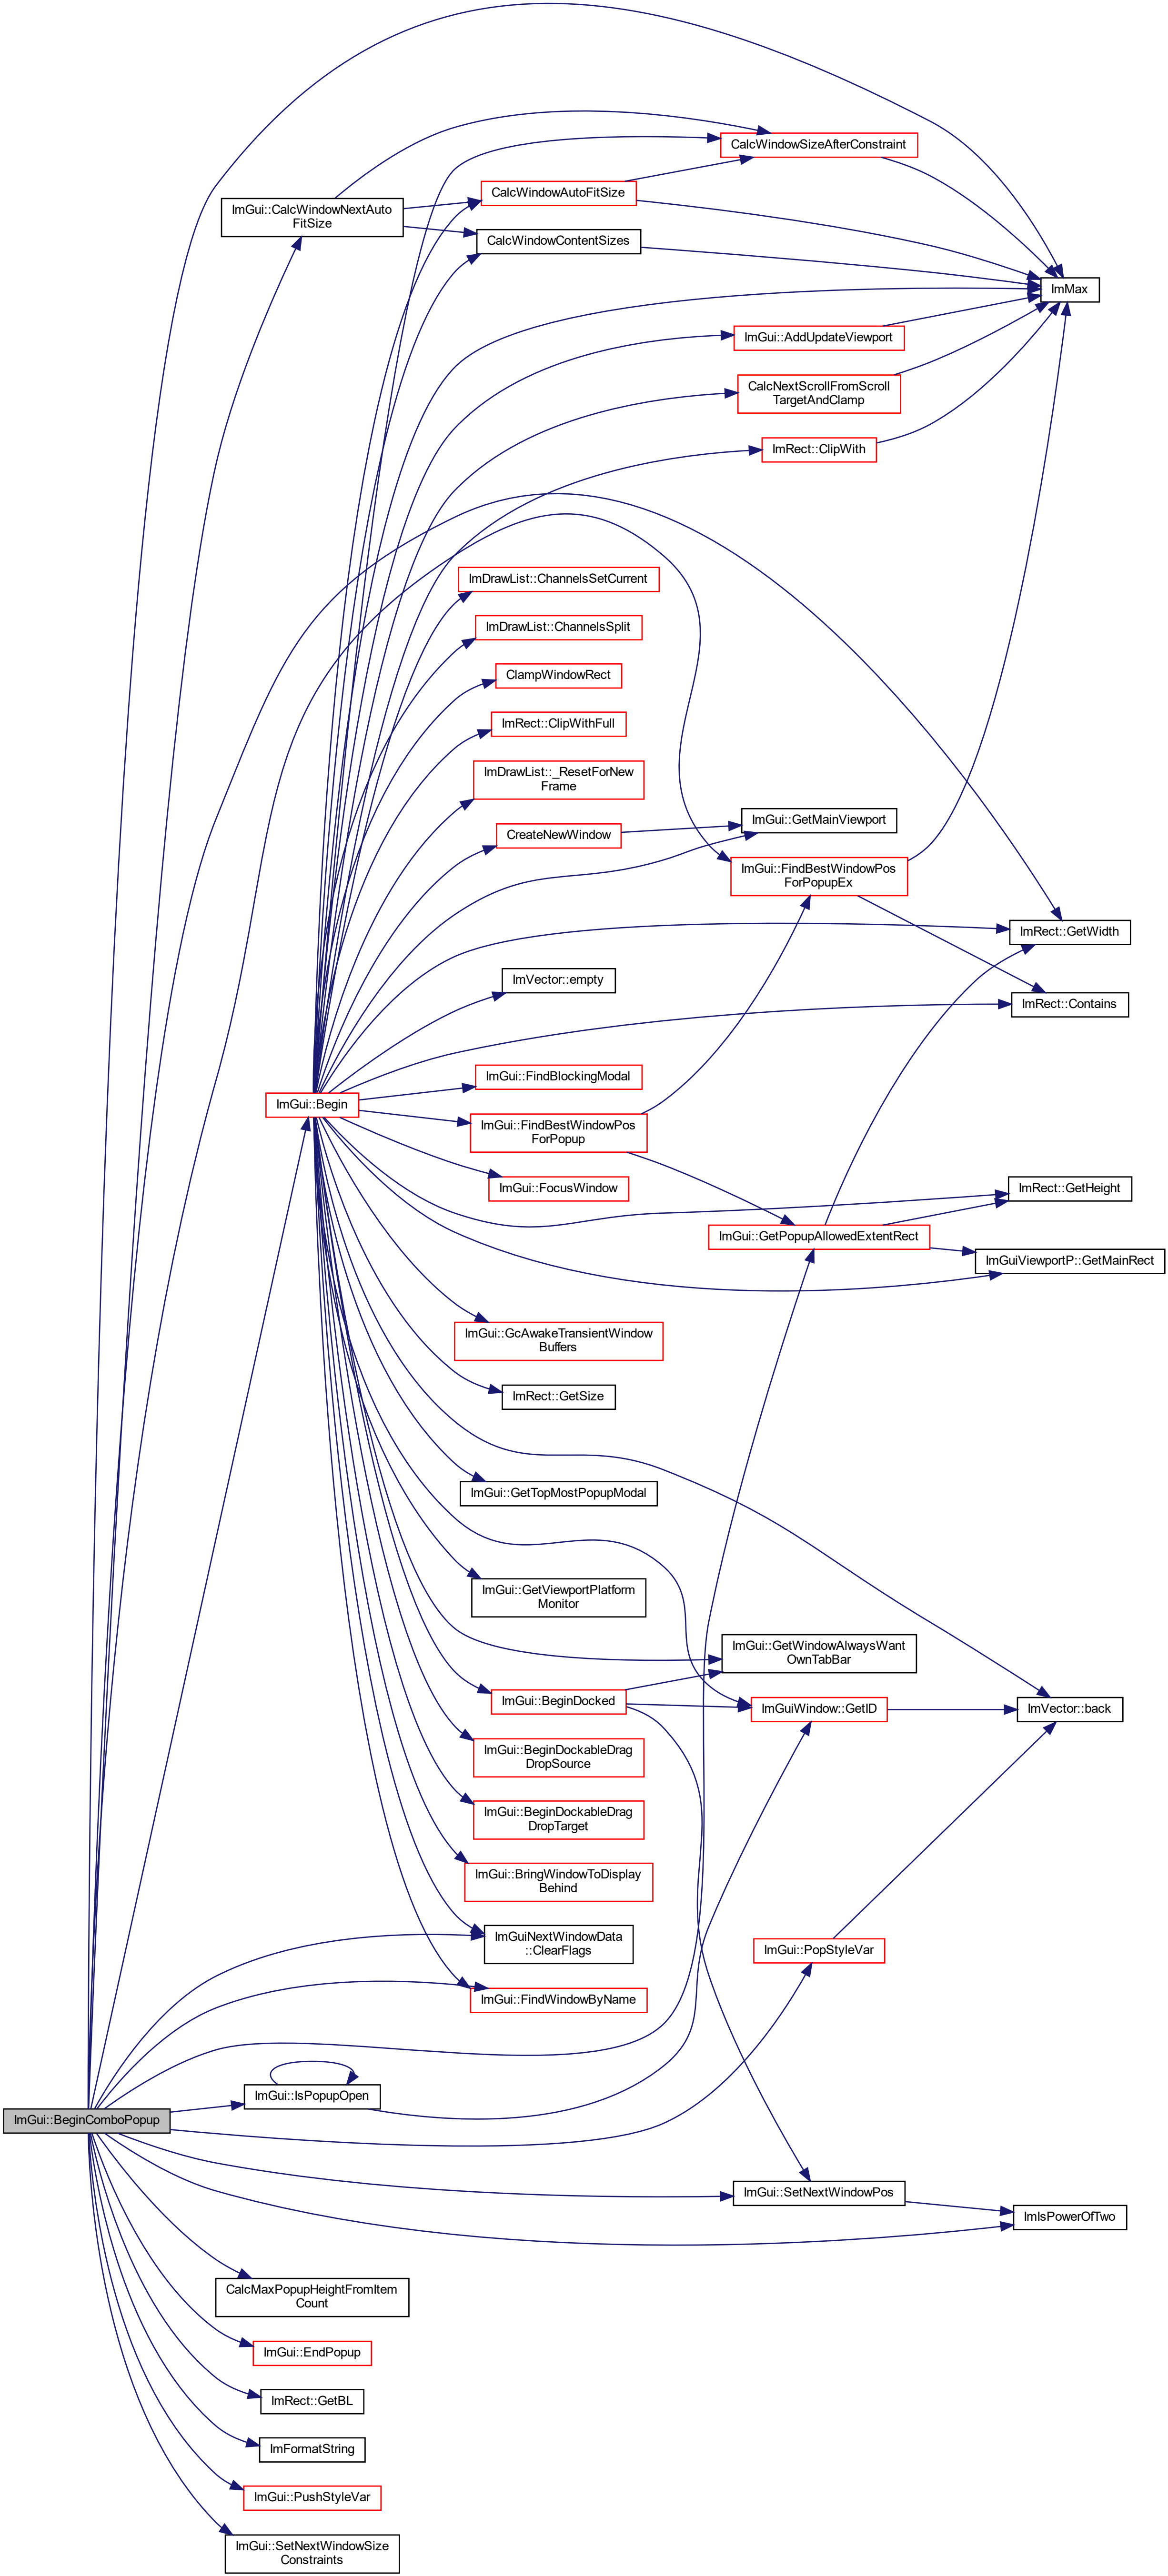 CalcWindowSizeAfterConstraint
CalcWindowAutoFitSize
ImGui::CalcWindowNextAuto
FitSize
CalcWindowContentSizes
ImMax
ImGui::AddUpdateViewport
CalcNextScrollFromScroll
TargetAndClamp
ImRect::ClipWith
ImDrawList::ChannelsSetCurrent
ImDrawList::ChannelsSplit
ClampWindowRect
ImRect::ClipWithFull
ImDrawList::_ResetForNew
Frame
ImGui::GetMainViewport
CreateNewWindow
ImGui::FindBestWindowPos
ForPopupEx
ImRect::GetWidth
ImVector::empty
ImRect::Contains
ImGui::FindBlockingModal
ImGui::Begin
ImGui::FindBestWindowPos
ForPopup
ImGui::FocusWindow
ImRect::GetHeight
ImGui::GetPopupAllowedExtentRect
ImGuiViewportP::GetMainRect
ImGui::GcAwakeTransientWindow
Buffers
ImRect::GetSize
ImGui::GetTopMostPopupModal
ImGui::GetViewportPlatform
Monitor
ImGui::GetWindowAlwaysWant
OwnTabBar
ImGui::BeginDocked
ImGuiWindow::GetID
ImVector::back
ImGui::BeginDockableDrag
DropSource
ImGui::BeginDockableDrag
DropTarget
ImGui::BringWindowToDisplay
Behind
ImGuiNextWindowData
::ClearFlags
ImGui::PopStyleVar
ImGui::FindWindowByName
ImGui::IsPopupOpen
ImGui::BeginComboPopup
ImGui::SetNextWindowPos
ImIsPowerOfTwo
CalcMaxPopupHeightFromItem
Count
ImGui::EndPopup
ImRect::GetBL
ImFormatString
ImGui::PushStyleVar
ImGui::SetNextWindowSize
Constraints